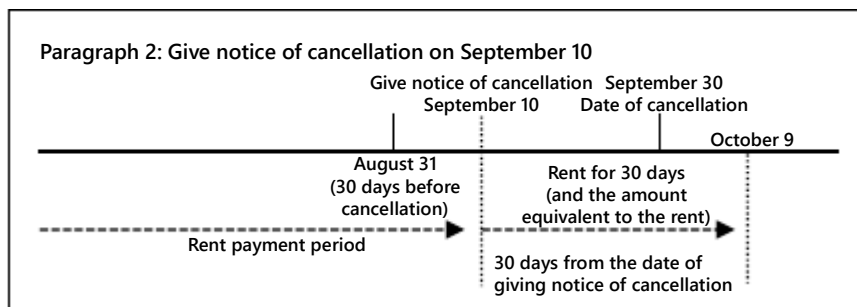 Paragraph 2: Give notice of cancellation on September 10
Give notice of cancellation
September 10
September 30
Date of cancellation
October 9
August 31
(30 days before
cancellation)
Rent for 30 days
(and the amount
equivalent to the rent)
Rent payment period
30 days from the date of
giving notice of cancellation